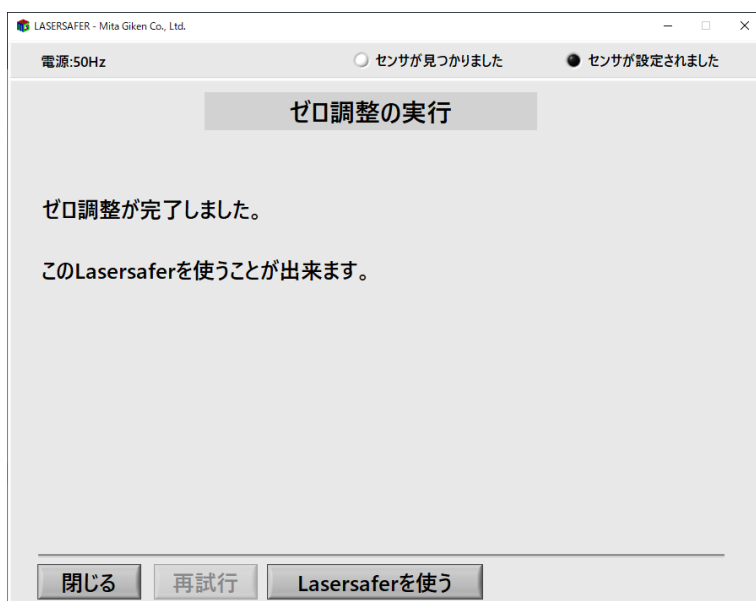 LASERSAFER - Mita Giken Co., Ltd.
電源:50Hz
センサが見つかりました
センサが設定されました
ゼロ調整の実行
ゼロ調整が完了しました。
このLasersaferを使うことが出来ます。
閉じる
再試行
Lasersaferを使う